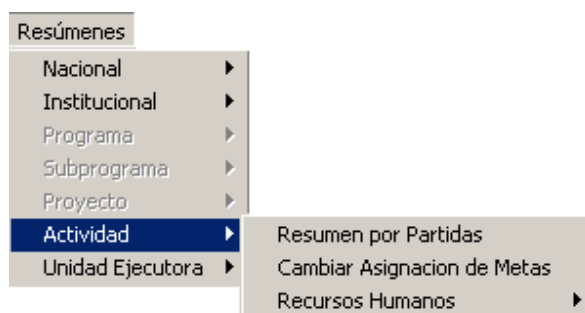 Resúmenes
Nacional
Institucional
Programa
Subprograma
Proyecto
Actividad
Unidad Ejecutora
Resumen por Partidas
Cambiar Asignacion de Metas
Recursos Humanos